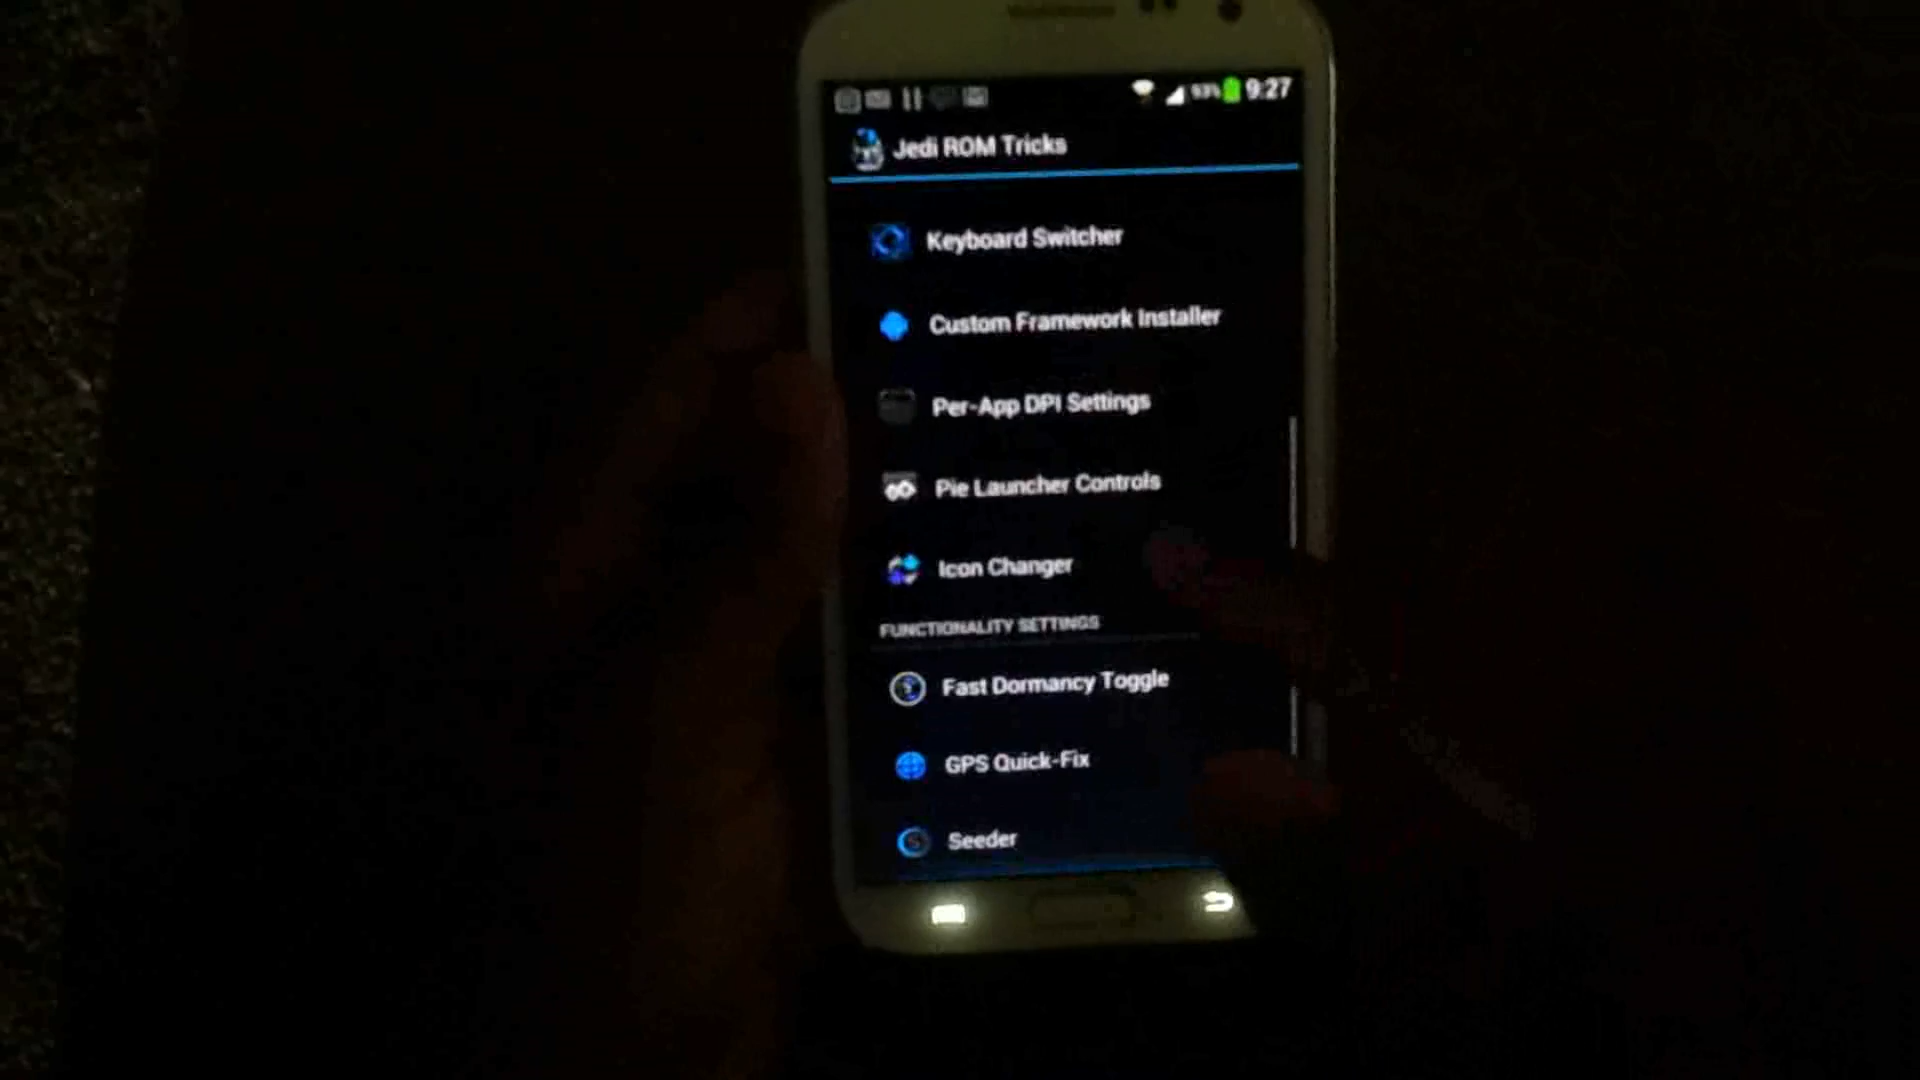 93% 9:27
Jedi ROM Tricks
Keyboard Switcher
Custom Framework Installer
Per-App DPI Settings
Pie Launcher Controls
Icon Changer
FUNCTIONALITY SETTINGS
Fast Dormancy Toggle
GPS Quick-Fix
Seeder